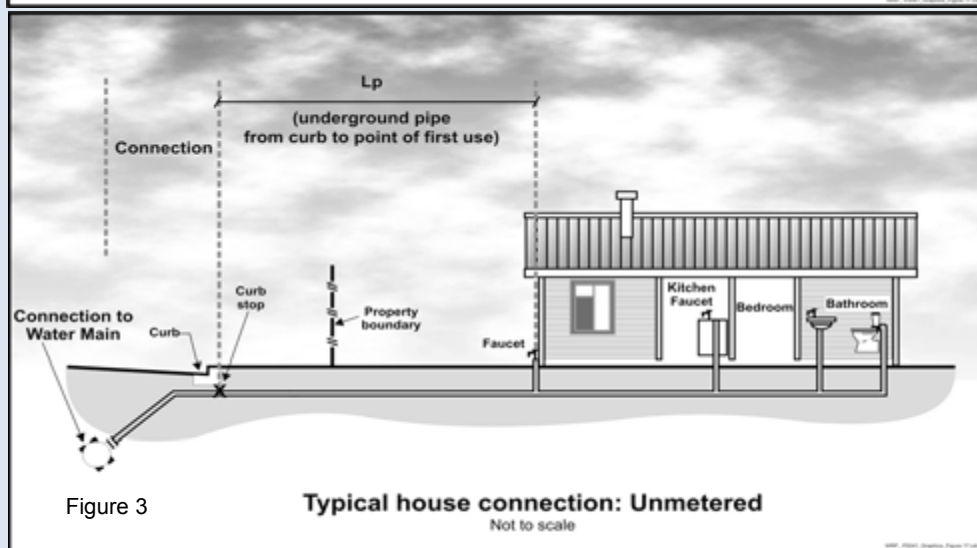 Lp
(underground pipe
from curb to point of first use)
Connection
Connection to
Water Main
Curb
Curb
stop
Property
boundary
Faucet
Kitchen
Faucet
Bedroom
Bathroom
Figure 3
Typical house connection: Unmetered
Not to scale